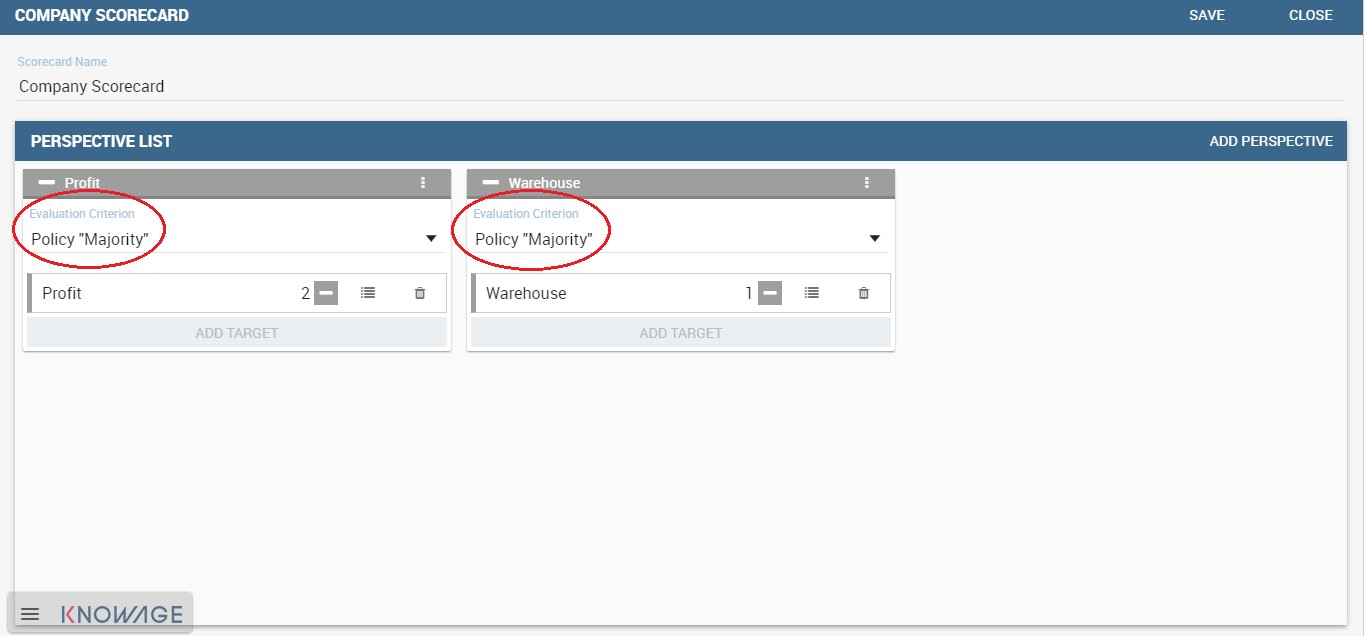 COMPANY SCORECARD SAVE CLOSE
Scorecard Name
Company Scorecard
PERSPECTIVE LIST ADD PERSPECTIVE
Profit
Evaluation Criterion
Policy "Majority"
Profit 2
ADD TARGET
Warehouse
Evaluation Criterion
Policy "Majority"
Warehouse 1
ADD TARGET
KNOWAGE